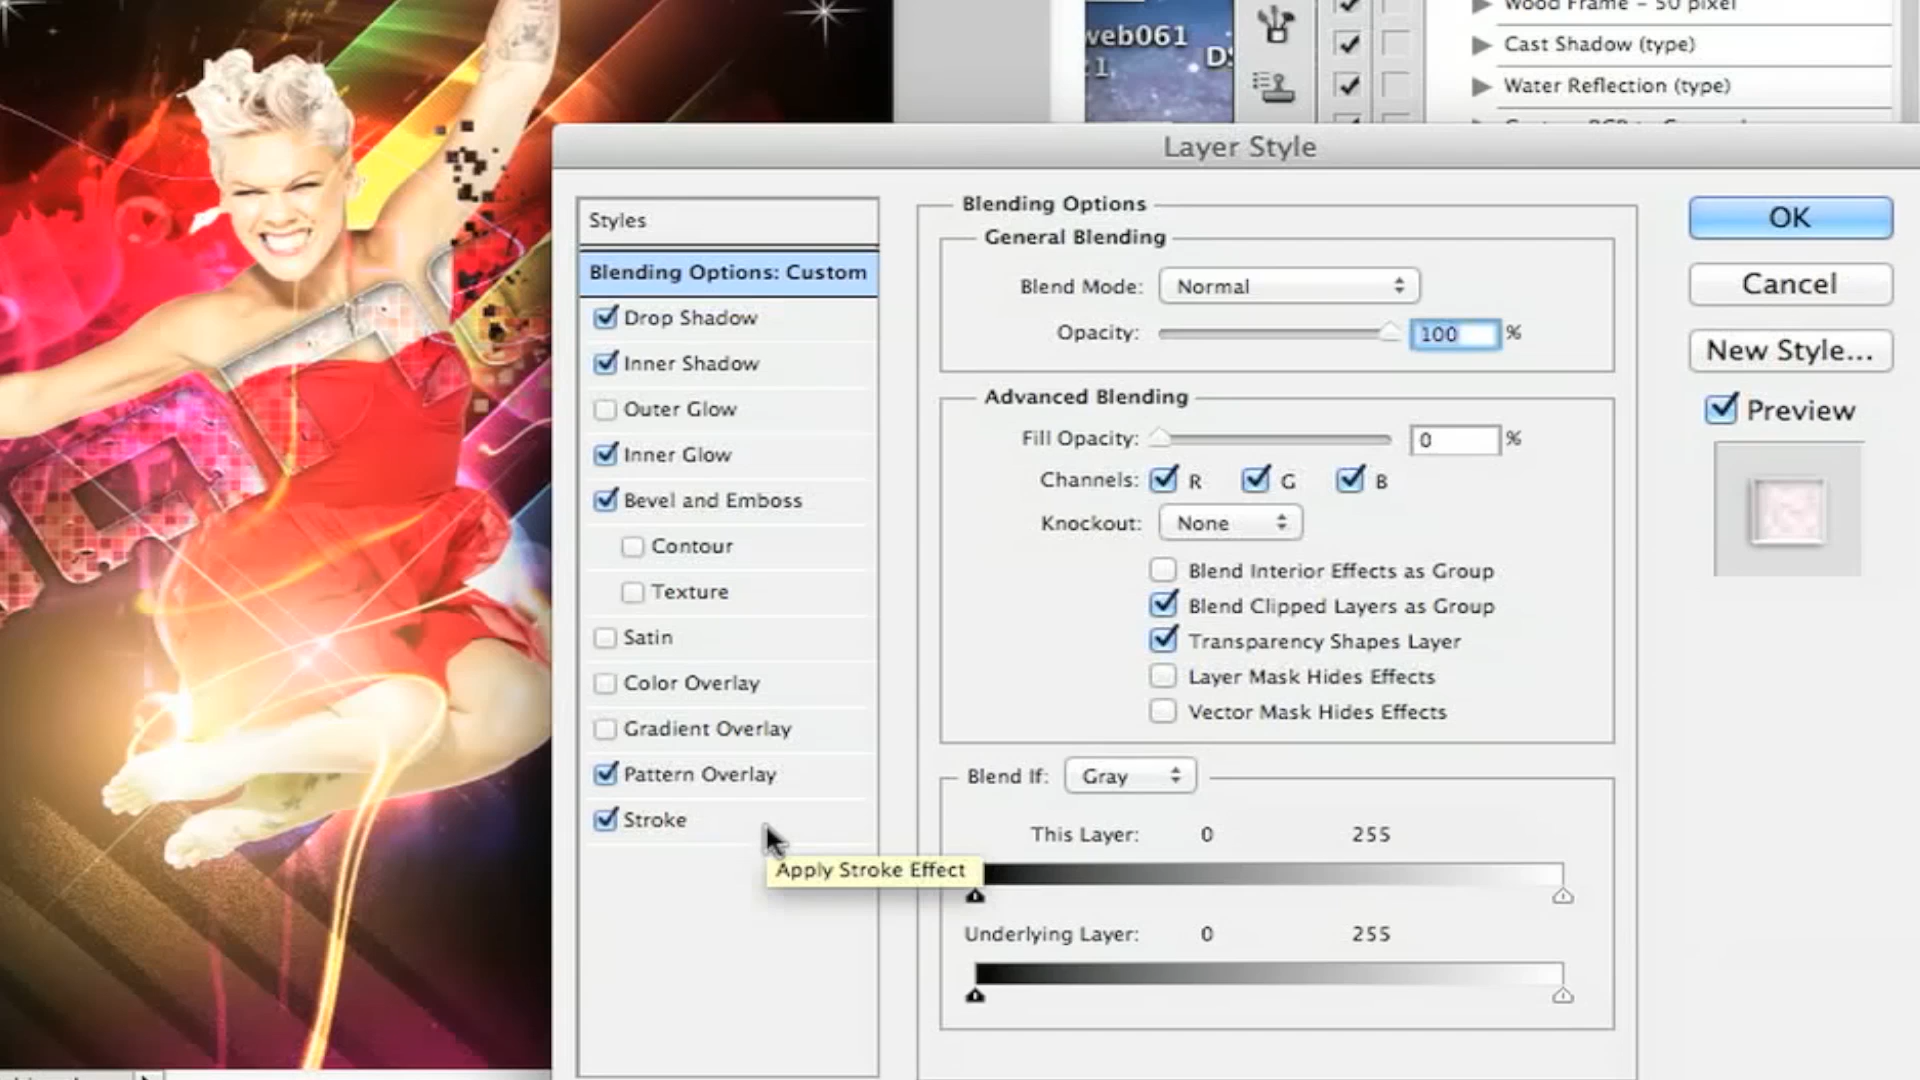 web061
DS
21
Wood Frame - 50 pixel
Cast Shadow (type)
Water Reflection (type)
Layer Style
Styles
Blending Options: Custom
Drop Shadow
Inner Shadow
Outer Glow
Inner Glow
Bevel and Emboss
Contour
Texture
Satin
Color Overlay
Gradient Overlay
Pattern Overlay
Stroke
Apply Stroke Effect
Blending Options
General Blending
Blend Mode: Normal
Opacity: 100 %
Advanced Blending
Fill Opacity: 0 %
Channels: R G B
Knockout: None
Blend Interior Effects as Group
Blend Clipped Layers as Group
Transparency Shapes Layer
Layer Mask Hides Effects
Vector Mask Hides Effects
Blend If: Gray
This Layer: 0 255
Underlying Layer: 0 255
OK
Cancel
New Style...
Preview